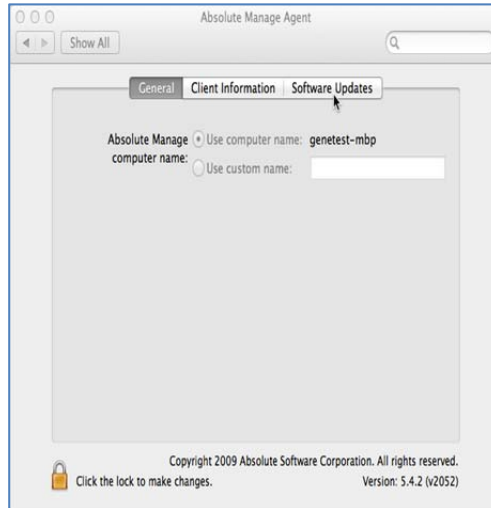 Absolute Manage Agent
Show All
General Client Information Software Updates
Absolute Manage computer name:
Use computer name: genetest-mbp
Use custom name:
Copyright 2009 Absolute Software Corporation. All rights reserved.
Click the lock to make changes. Version: 5.4.2 (v2052)